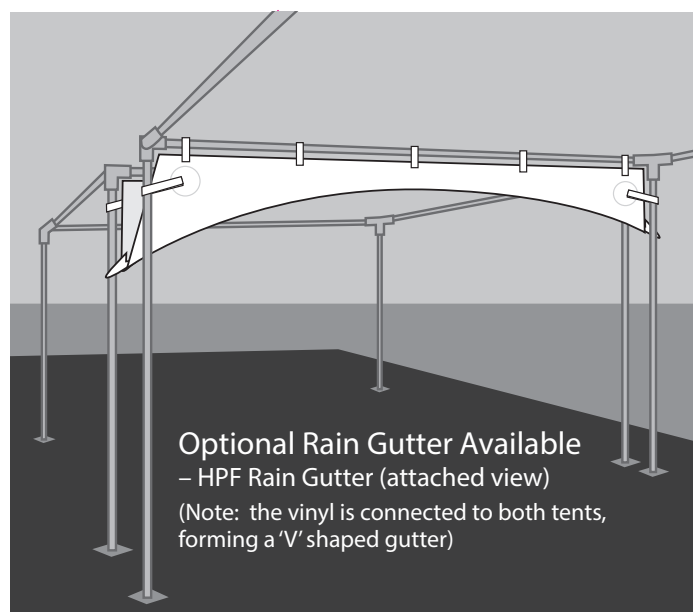 Optional Rain Gutter Available
– HPF Rain Gutter (attached view)
(Note: the vinyl is connected to both tents,
forming a ‘V’ shaped gutter)